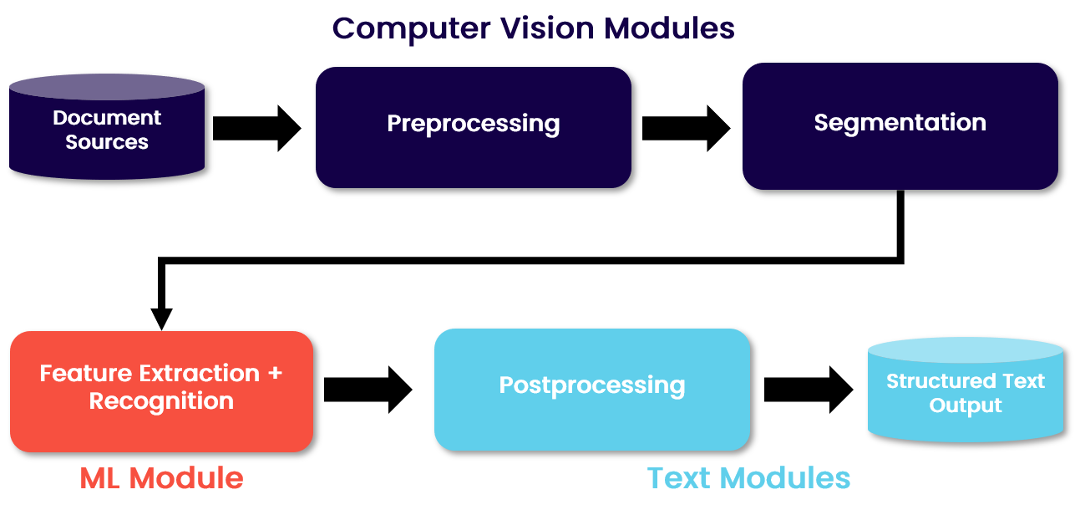 Computer Vision Modules
Document
Sources
Preprocessing
Segmentation
Feature Extraction +
Recognition
Postprocessing
Structured Text
Output
ML Module
Text Modules